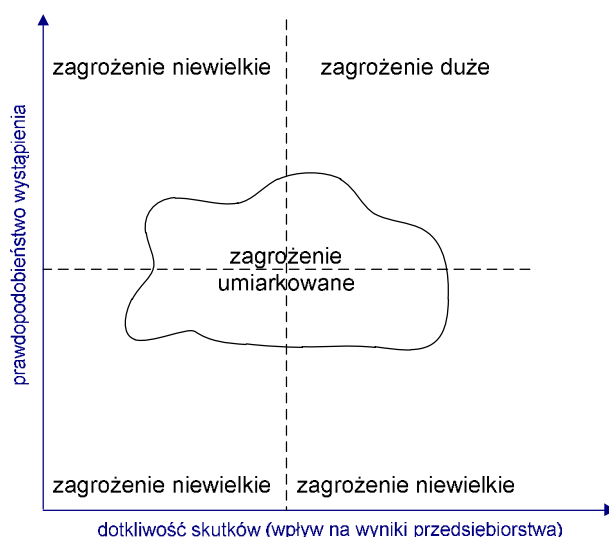 zagrożenie niewielkie
zagrożenie duże
prawdopodobieństwo wystąpienia
zagrożenie
umiarkowane
zagrożenie niewielkie
zagrożenie niewielkie
dotkliwość skutków (wpływ na wyniki przedsiębiorstwa)